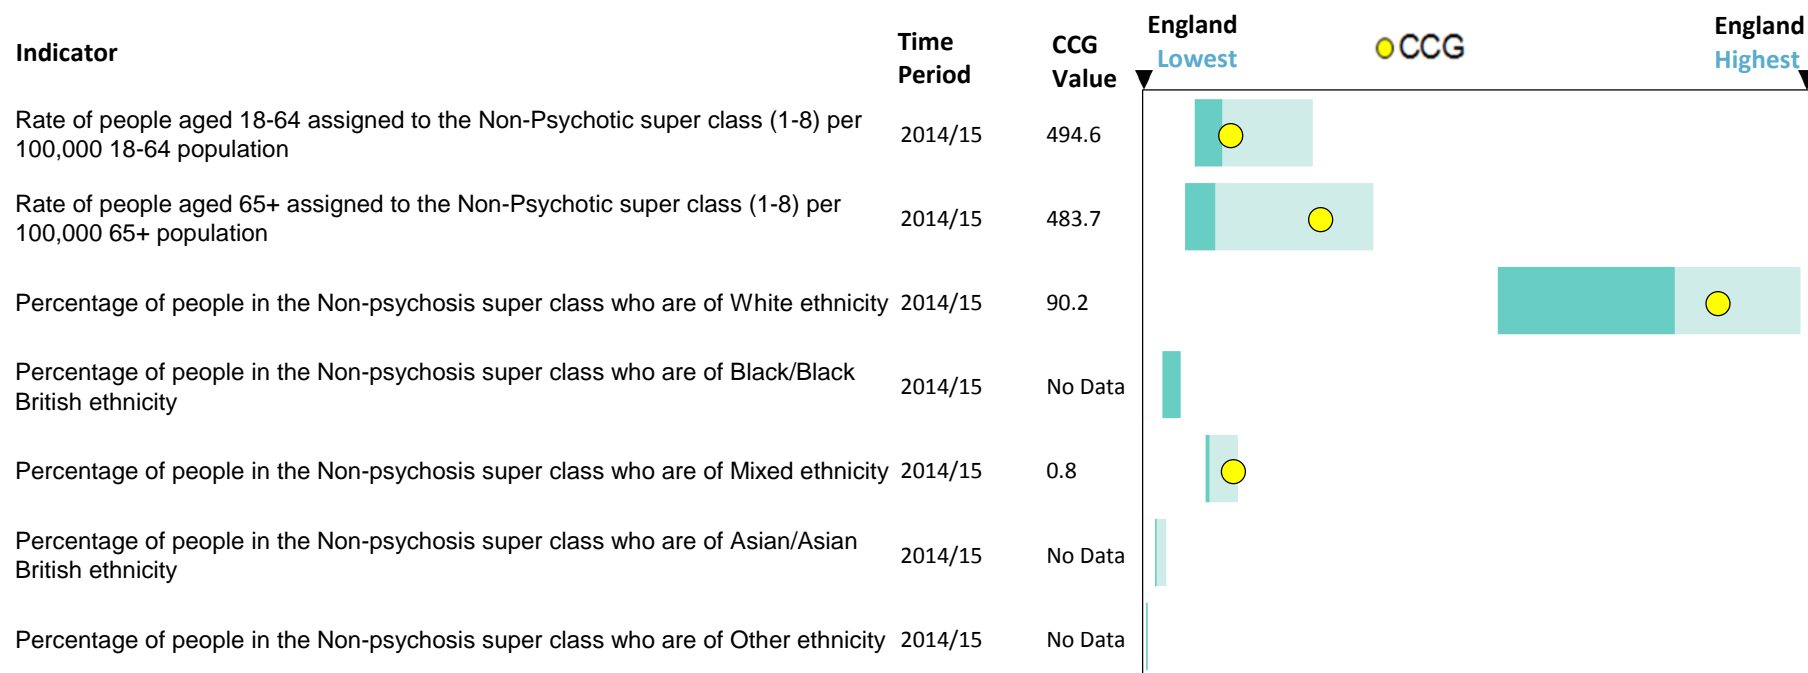 Indicator
Time Period
CCG Value
England Lowest
CCG
England Highest
Rate of people aged 18-64 assigned to the Non-Psychotic super class (1-8) per
100,000 18-64 population
2014/15
494.6
Rate of people aged 65+ assigned to the Non-Psychotic super class (1-8) per
100,000 65+ population
2014/15
483.7
Percentage of people in the Non-psychosis super class who are of White ethnicity
2014/15
90.2
Percentage of people in the Non-psychosis super class who are of Black/Black
British ethnicity
2014/15
No Data
Percentage of people in the Non-psychosis super class who are of Mixed ethnicity
2014/15
0.8
Percentage of people in the Non-psychosis super class who are of Asian/Asian
British ethnicity
2014/15
No Data
Percentage of people in the Non-psychosis super class who are of Other ethnicity
2014/15
No Data